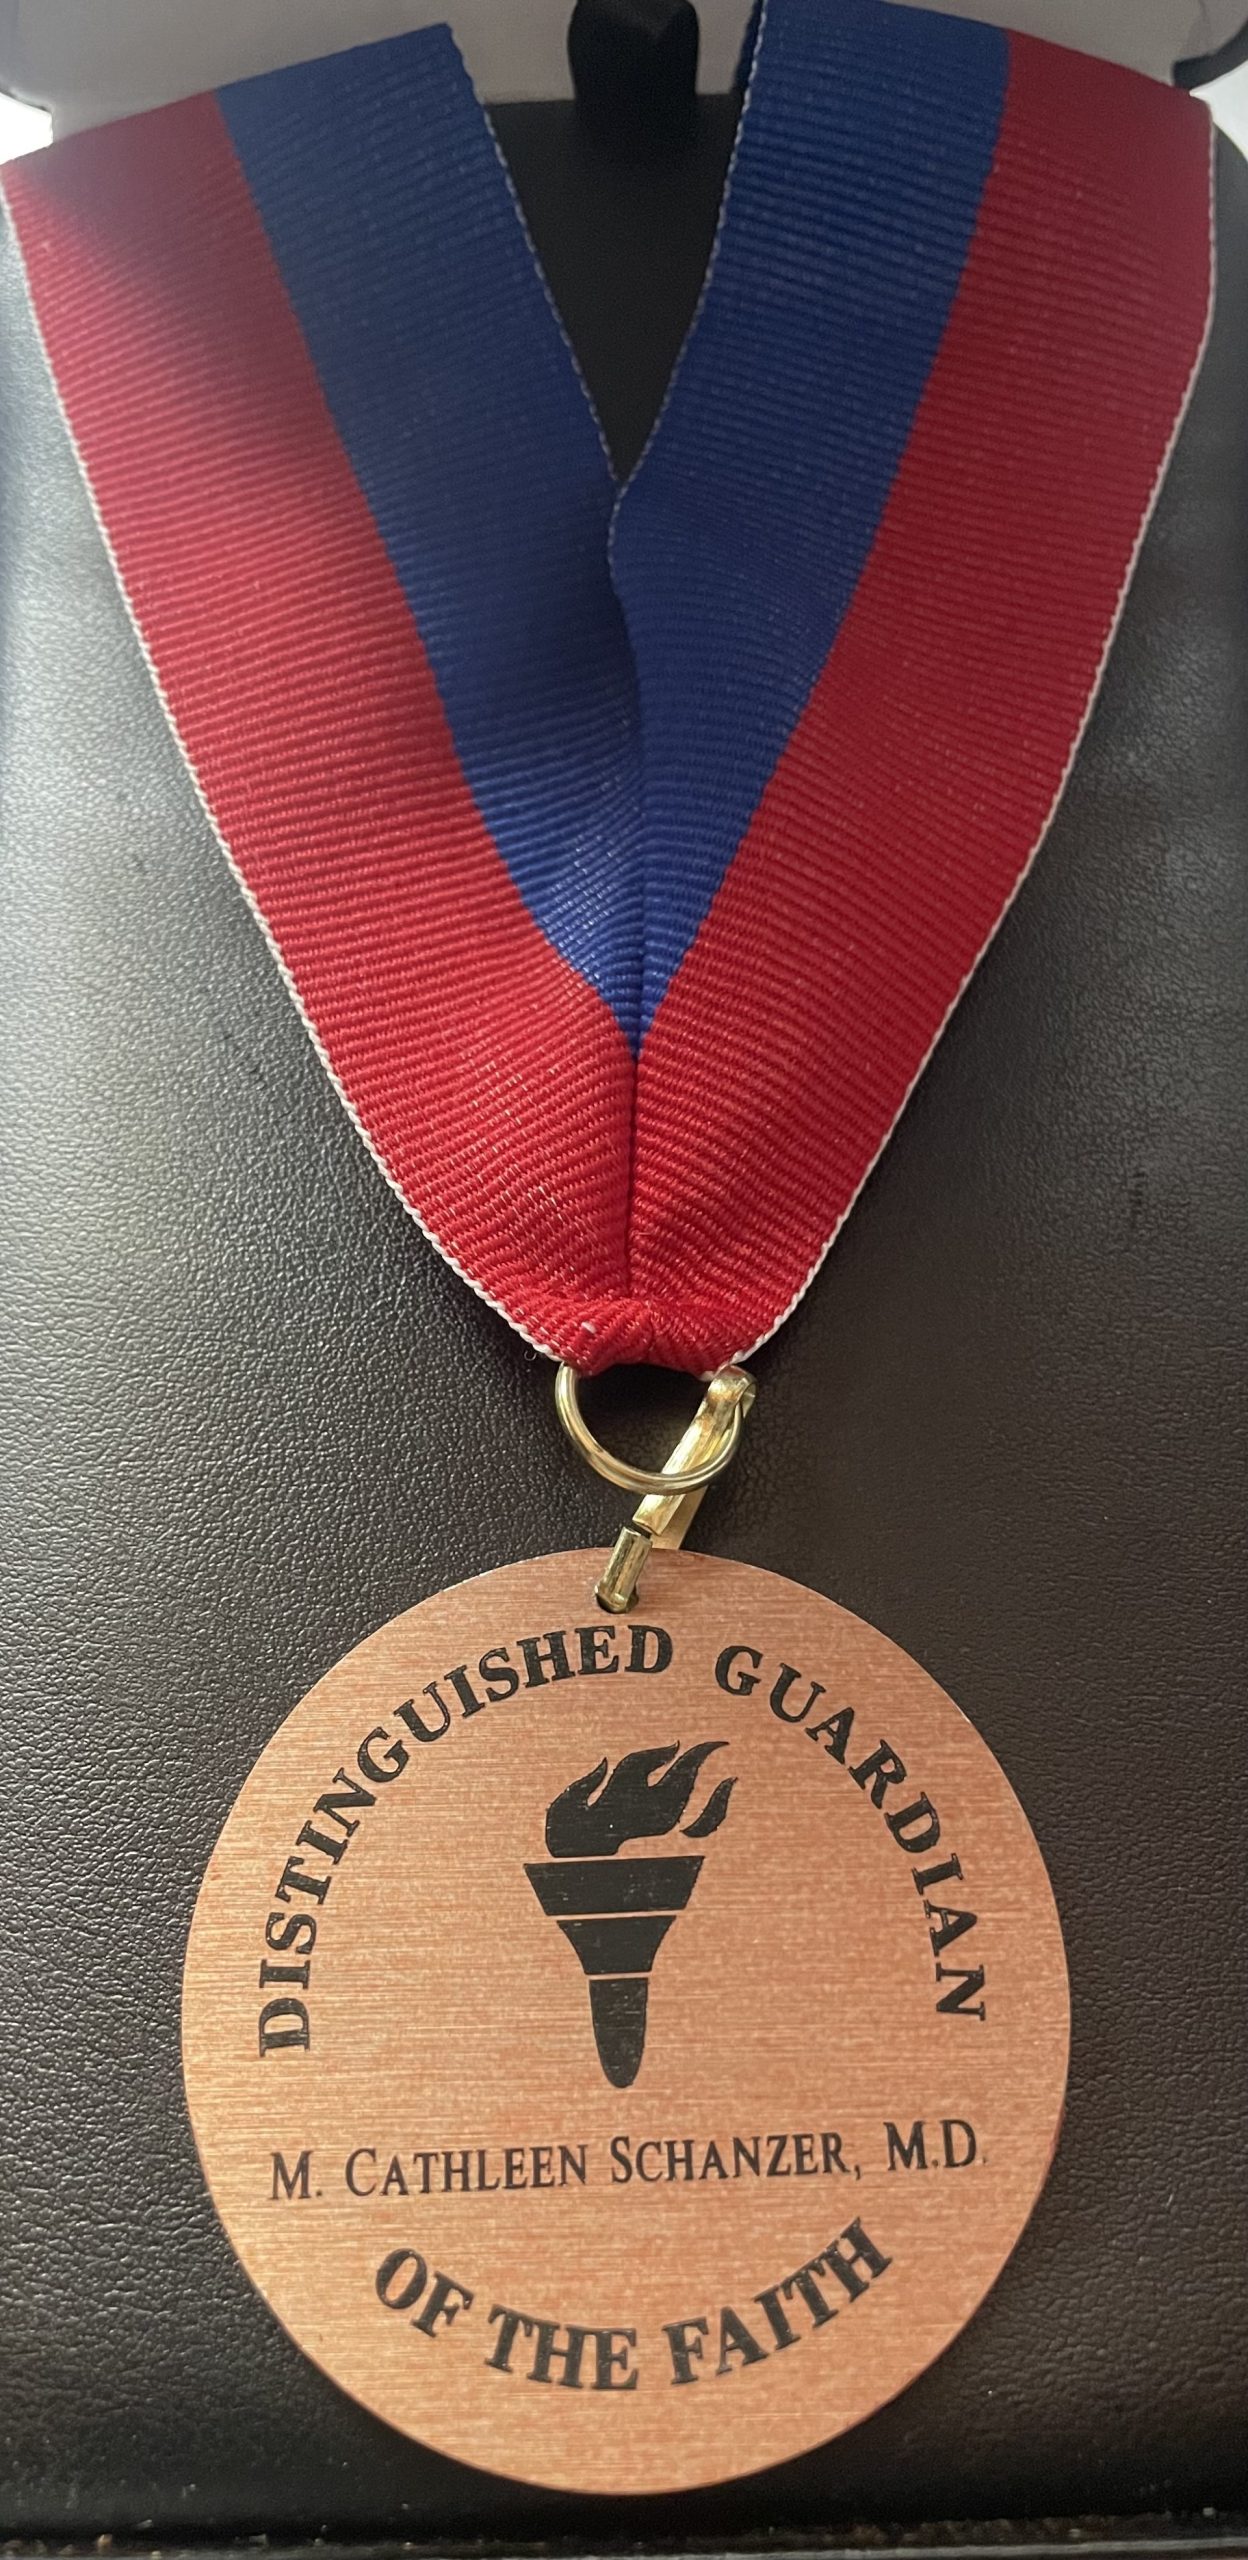 DISTINGUISHED GUARDIAN
M. CATHLEEN SCHANZER, M.D.
OF THE FAITH